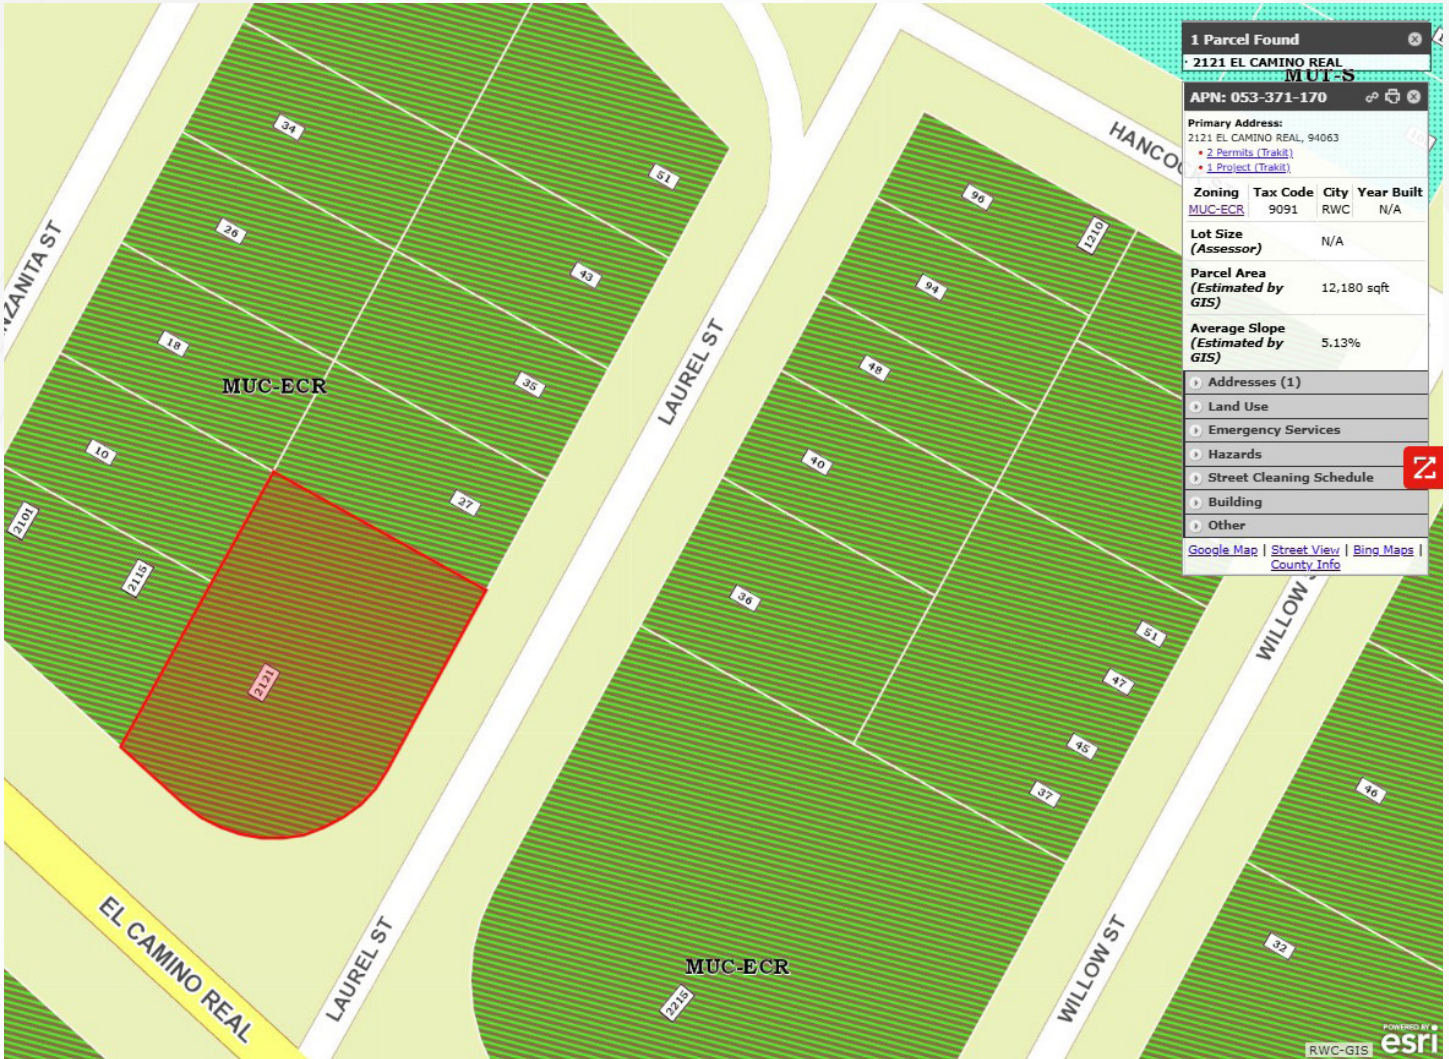 1 Parcel Found
· 2121 EL CAMINO REAL
MUT-S
APN: 053-371-170
Primary Address:
2121 EL CAMINO REAL, 94063
• 2 Permits (Trakit)
• 1 Project (Trakit)
Zoning Tax Code City Year Built
MUC-ECR 9091 RWC N/A
Lot Size (Assessor) N/A
Parcel Area (Estimated by GIS) 12,180 sqft
Average Slope (Estimated by GIS) 5.13%
Addresses (1)
Land Use
Emergency Services
Hazards
Street Cleaning Schedule
Building
Other
Google Map | Street View | Bing Maps |
County Info
HANCOC
34
51
26
43
18
MUC-ECR
35
10
27
2101
2115
2121
NZANITA ST
LAUREL ST
96
1210
94
48
40
36
51
47
45
37
WILLOW S
46
32
EL CAMINO REAL
LAUREL ST
MUC-ECR
2215
WILLOW ST
RWC-GIS
POWERED BY
esri